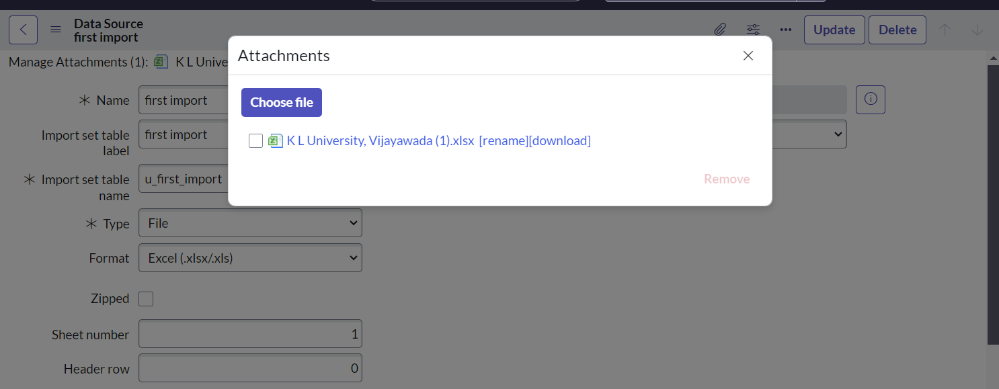 Data Source
first import
Update
Delete
Manage Attachments (1): K L Unive
Attachments
Choose file
K L University, Vijayawada (1).xlsx [rename][download]
Remove
Name first import
Import set table label first import
Import set table name u_first_import
Type File
Format Excel (.xlsx/.xls)
Zipped
Sheet number 1
Header row 0